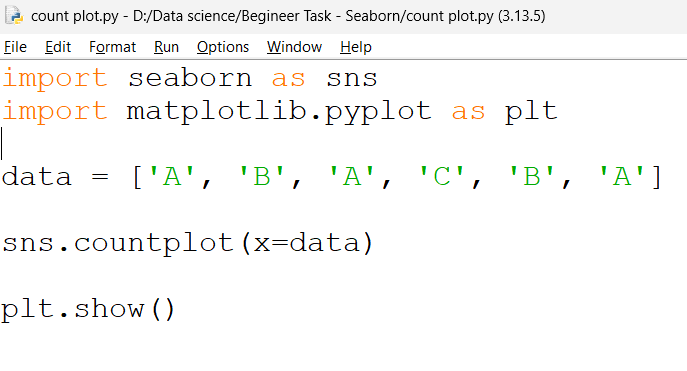 count plot.py - D:/Data science/Begineer Task - Seaborn/count plot.py (3.13.5)
File Edit Format Run Options Window Help
import seaborn as sns
import matplotlib.pyplot as plt
data = ['A', 'B', 'A', 'C', 'B', 'A']
sns.countplot(x=data)
plt.show()